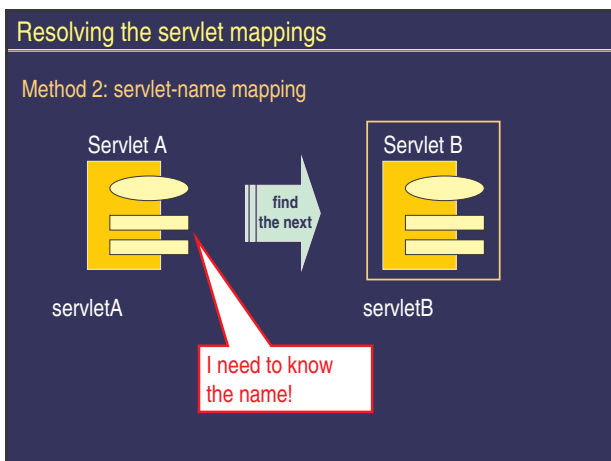 Resolving the servlet mappings
Method 2: servlet-name mapping
Servlet A
Servlet B
find
the next
servletA
servletB
I need to know
the name!